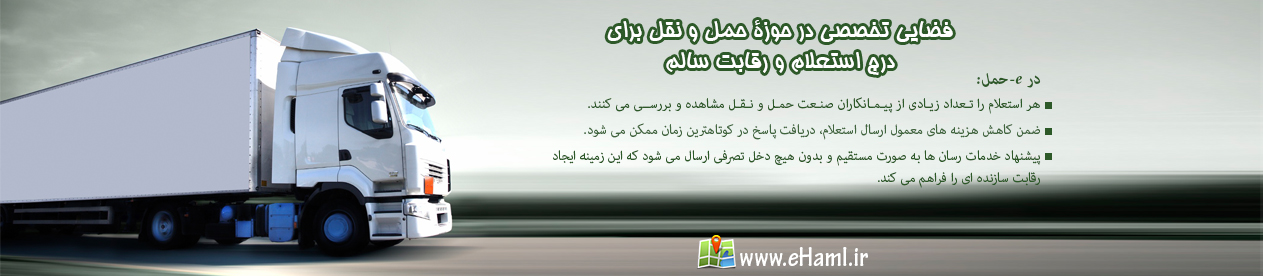 فضایی تخصصی در حوزهٔ حمل و نقل برای
درج استعلام و رقابت سالم
در e-حمل:
هر استعلام را تعداد زیادی از پیمانکاران صنعت حمل و نقل مشاهده و بررسی می کنند.
ضمن کاهش هزینه های معمول ارسال استعلام، دریافت پاسخ در کوتاهترین زمان ممکن می شود.
پیشنهاد خدمات رسان ها به صورت مستقیم و بدون هیچ دخل تصرفی ارسال می شود که این زمینه ایجاد
رقابت سازنده ای را فراهم می کند.
www.eHaml.ir